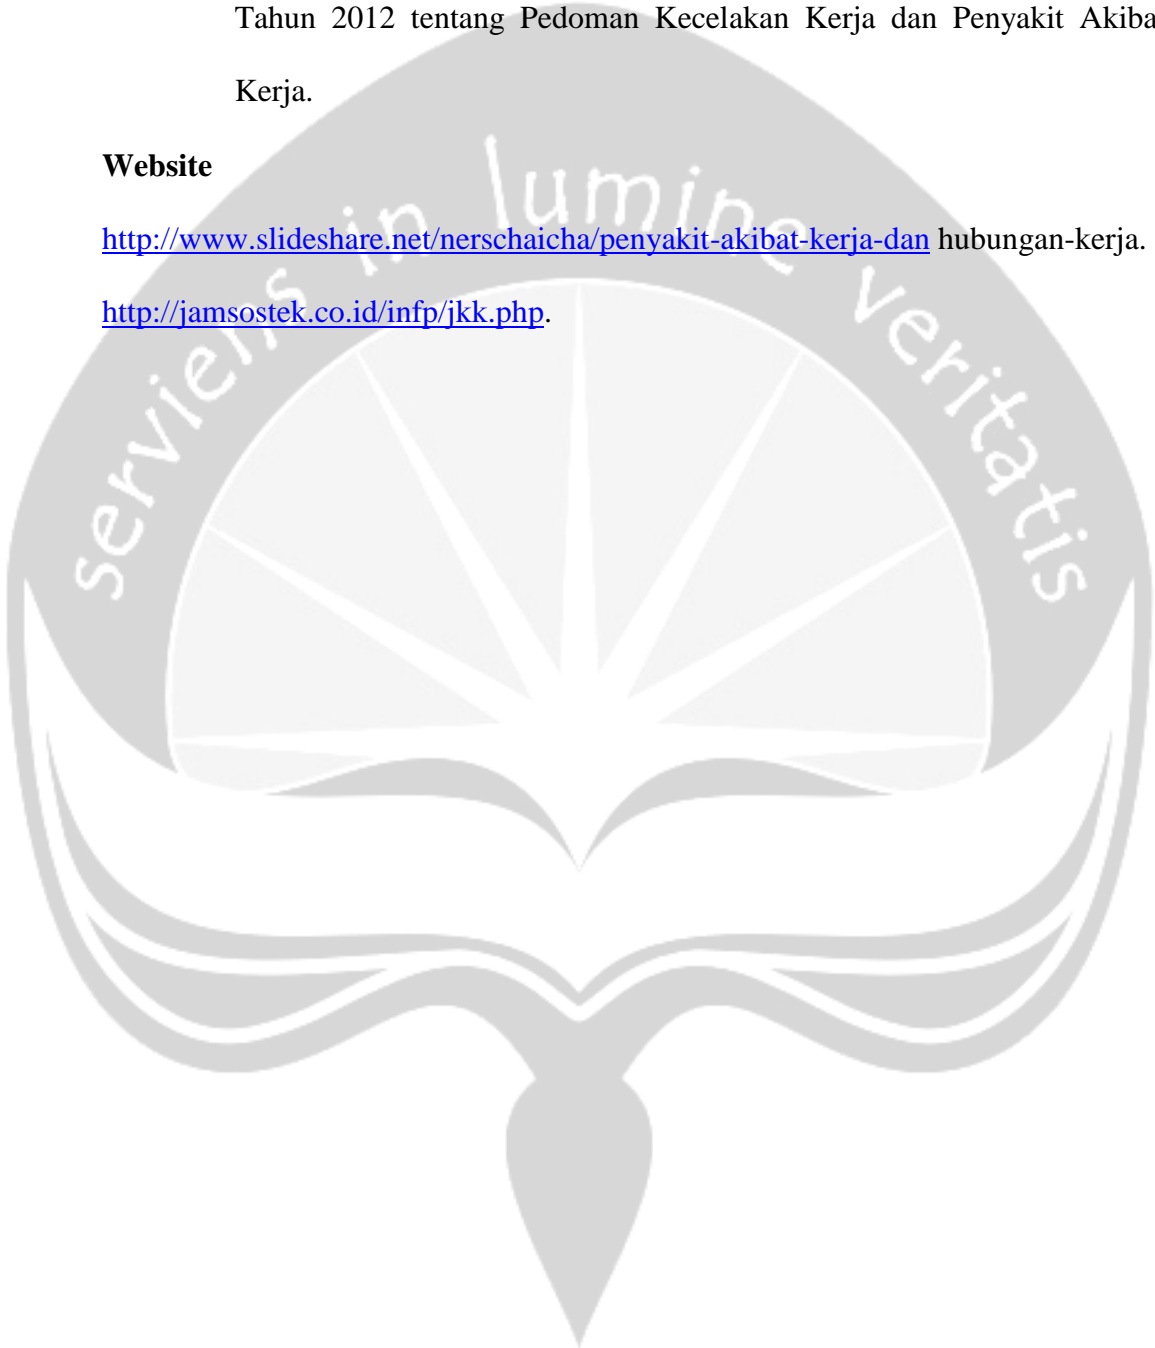 Tahun 2012 tentang Pedoman Kecelakan Kerja dan Penyakit Akiba
Kerja.
Website
http://www.slideshare.net/nerschaicha/penyakit-akibat-kerja-dan hubungan-kerja.
http://jamsostek.co.id/infp/jkk.php.
serviens in lumine veritatis